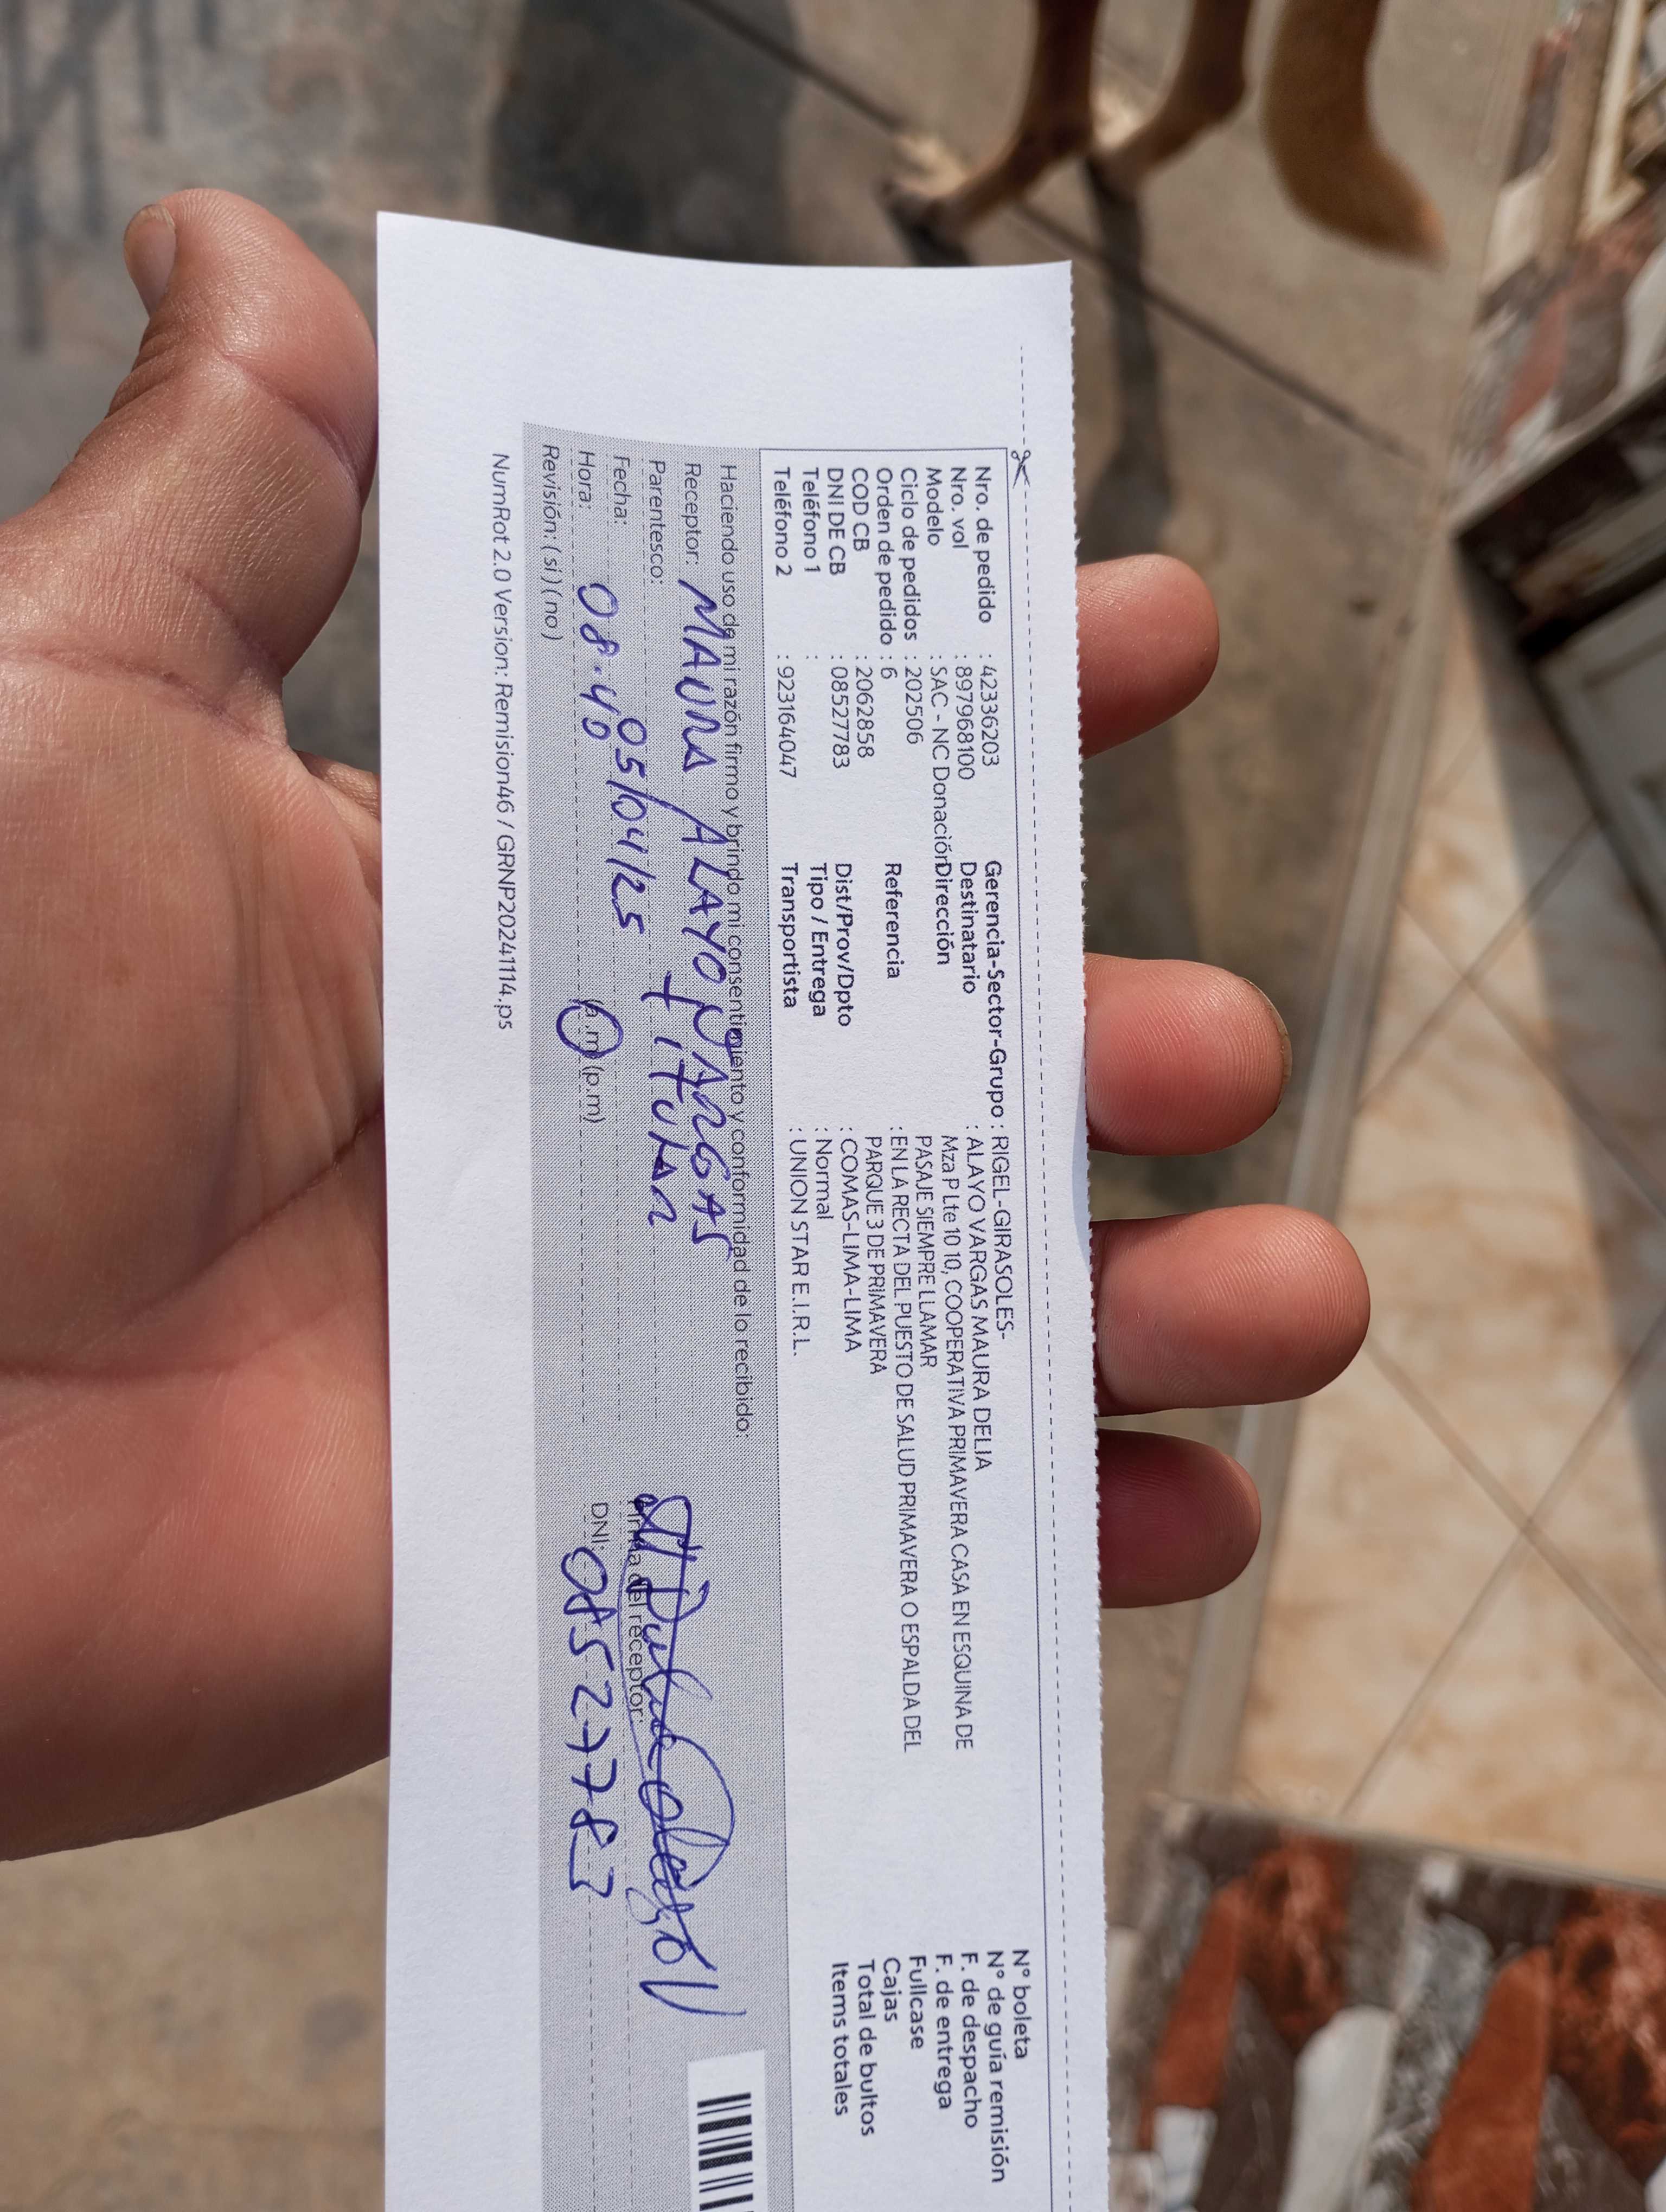 Nro. de pedido : 42336203
Nro. vol : 897968100
Modelo : SAC - NC Donación
Ciclo de pedidos : 202506
Orden de pedido : 6
COD CB : 2062858
DNI DE CB : 08527783
Teléfono 1 :
Teléfono 2 : 923164047
Gerencia-Sector-Grupo : RIGEL-GIRASOLES-
Destinatario : ALAYO VARGAS MAURA DELIA
Dirección Mza P Lte 10 10, COOPERATIVA PRIMAVERA CASA EN ESQUINA DE
PASAJE SIEMPRE LLAMAR
Referencia : EN LA RECTA DEL PUESTO DE SALUD PRIMAVERA O ESPALDA DEL
PARQUE 3 DE PRIMAVERA
Dist/Prov/Dpto : COMAS-LIMA-LIMA
Tipo / Entrega : Normal
Transportista : UNION STAR E.I.R.L.
N° boleta
N° de guía remisión
F. de despacho
F. de entrega
Fullcase
Cajas
Total de bultos
Items totales
Haciendo uso de mi razón firmo y brindo mi consentimiento y conformidad de lo recibido:
Receptor: MAURA ALAYO VARGAS
Parentesco: titular
Fecha: 05/04/25
Hora: 08:40 (a.m) (p.m)
Revisión: ( si ) ( no )
Firma del receptor:
DNI: 08527783
NumRot 2.0 Version: Remision46 / GRNP20241114.ps